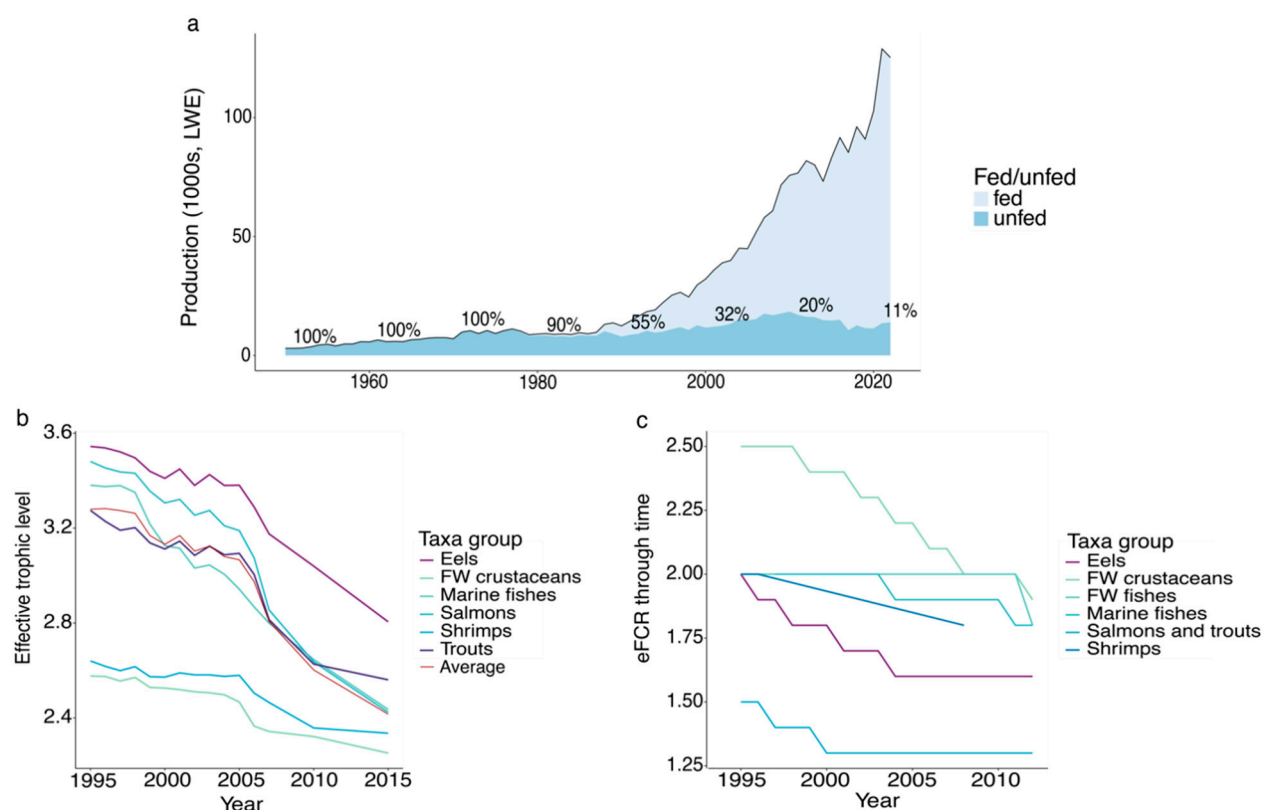 a
Production (1000s, LWE)
100
50
0
100%
100%
100%
90%
55%
32%
20%
11%
1960
1980
2000
2020
Fed/unfed
fed
unfed
b
Effective trophic level
3.6
3.2
2.8
2.4
1995
2000
2005
2010
2015
Year
Taxa group
Eels
FW crustaceans
Marine fishes
Salmons
Shrimps
Trouts
Average
c
eFCR through time
2.50
2.25
2.00
1.75
1.50
1.25
1995
2000
2005
2010
Year
Taxa group
Eels
FW crustaceans
FW fishes
Marine fishes
Salmons and trouts
Shrimps